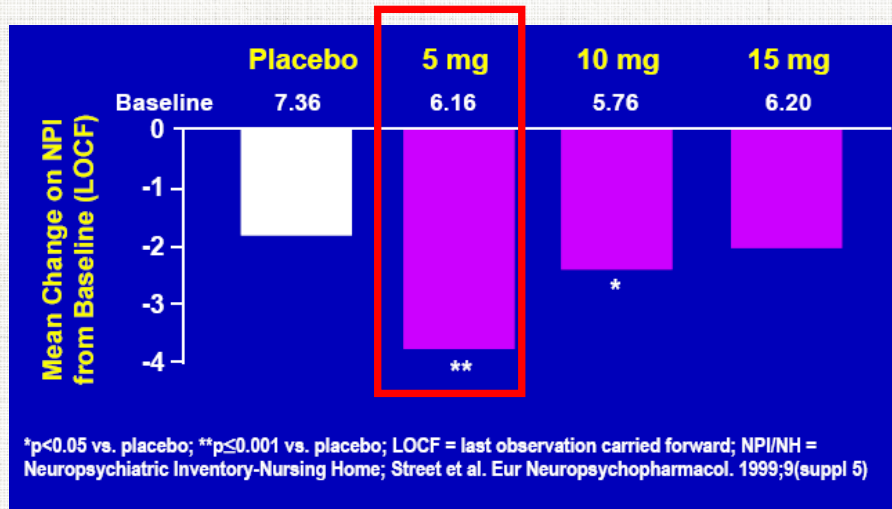 Placebo 5 mg 10 mg 15 mg
Baseline 7.36 6.16 5.76 6.20
Mean Change on NPI
from Baseline (LOCF)
0
-1
-2
-3
-4
**
*
*p<0.05 vs. placebo; **p≤0.001 vs. placebo; LOCF = last observation carried forward; NPI/NH =
Neuropsychiatric Inventory-Nursing Home; Street et al. Eur Neuropsychopharmacol. 1999;9(suppl 5)